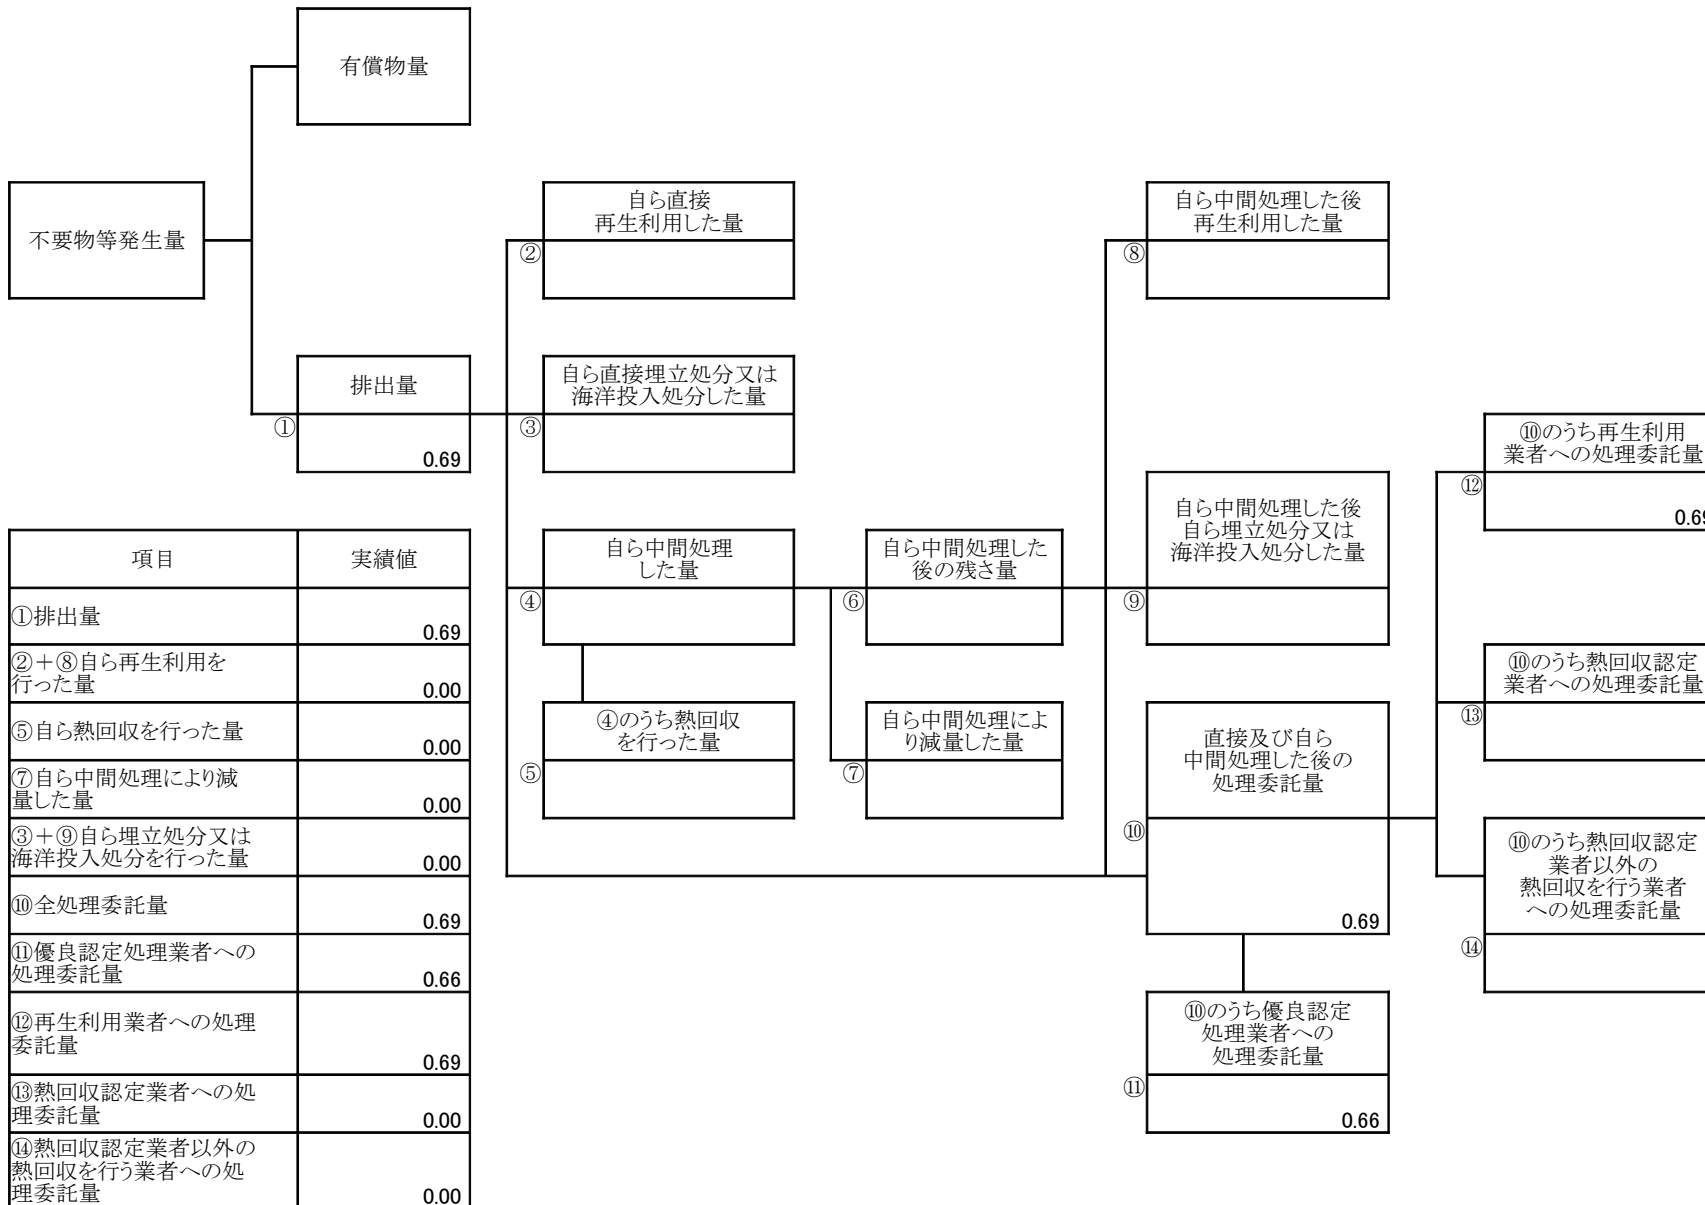 有償物量
不要物等発生量
自ら直接
再生利用した量
②
自ら中間処理した後
再生利用した量
⑧
排出量
①
0.69
自ら直接埋立処分又は
海洋投入処分した量
③
⑩のうち再生利用
業者への処理委託量
⑫
0.69
自ら中間処理
した量
④
自ら中間処理した
後の残さ量
⑥
自ら中間処理した後
自ら埋立処分又は
海洋投入処分した量
⑨
⑩のうち熱回収認定
業者への処理委託量
⑬
④のうち熱回収
を行った量
⑤
自ら中間処理によ
り減量した量
⑦
直接及び自ら
中間処理した後の
処理委託量
⑩
0.69
⑩のうち熱回収認定
業者以外の
熱回収を行う業者
への処理委託量
⑭
⑩のうち優良認定
処理業者への
処理委託量
⑪
0.66
項目 実績値
①排出量
0.69
②＋⑧自ら再生利用を
行った量
0.00
⑤自ら熱回収を行った量
0.00
⑦自ら中間処理により減
量した量
0.00
③＋⑨自ら埋立処分又は
海洋投入処分を行った量
0.00
⑩全処理委託量
0.69
⑪優良認定処理業者への
処理委託量
0.66
⑫再生利用業者への処理
委託量
0.69
⑬熱回収認定業者への処
理委託量
0.00
⑭熱回収認定業者以外の
熱回収を行う業者への処
理委託量
0.00